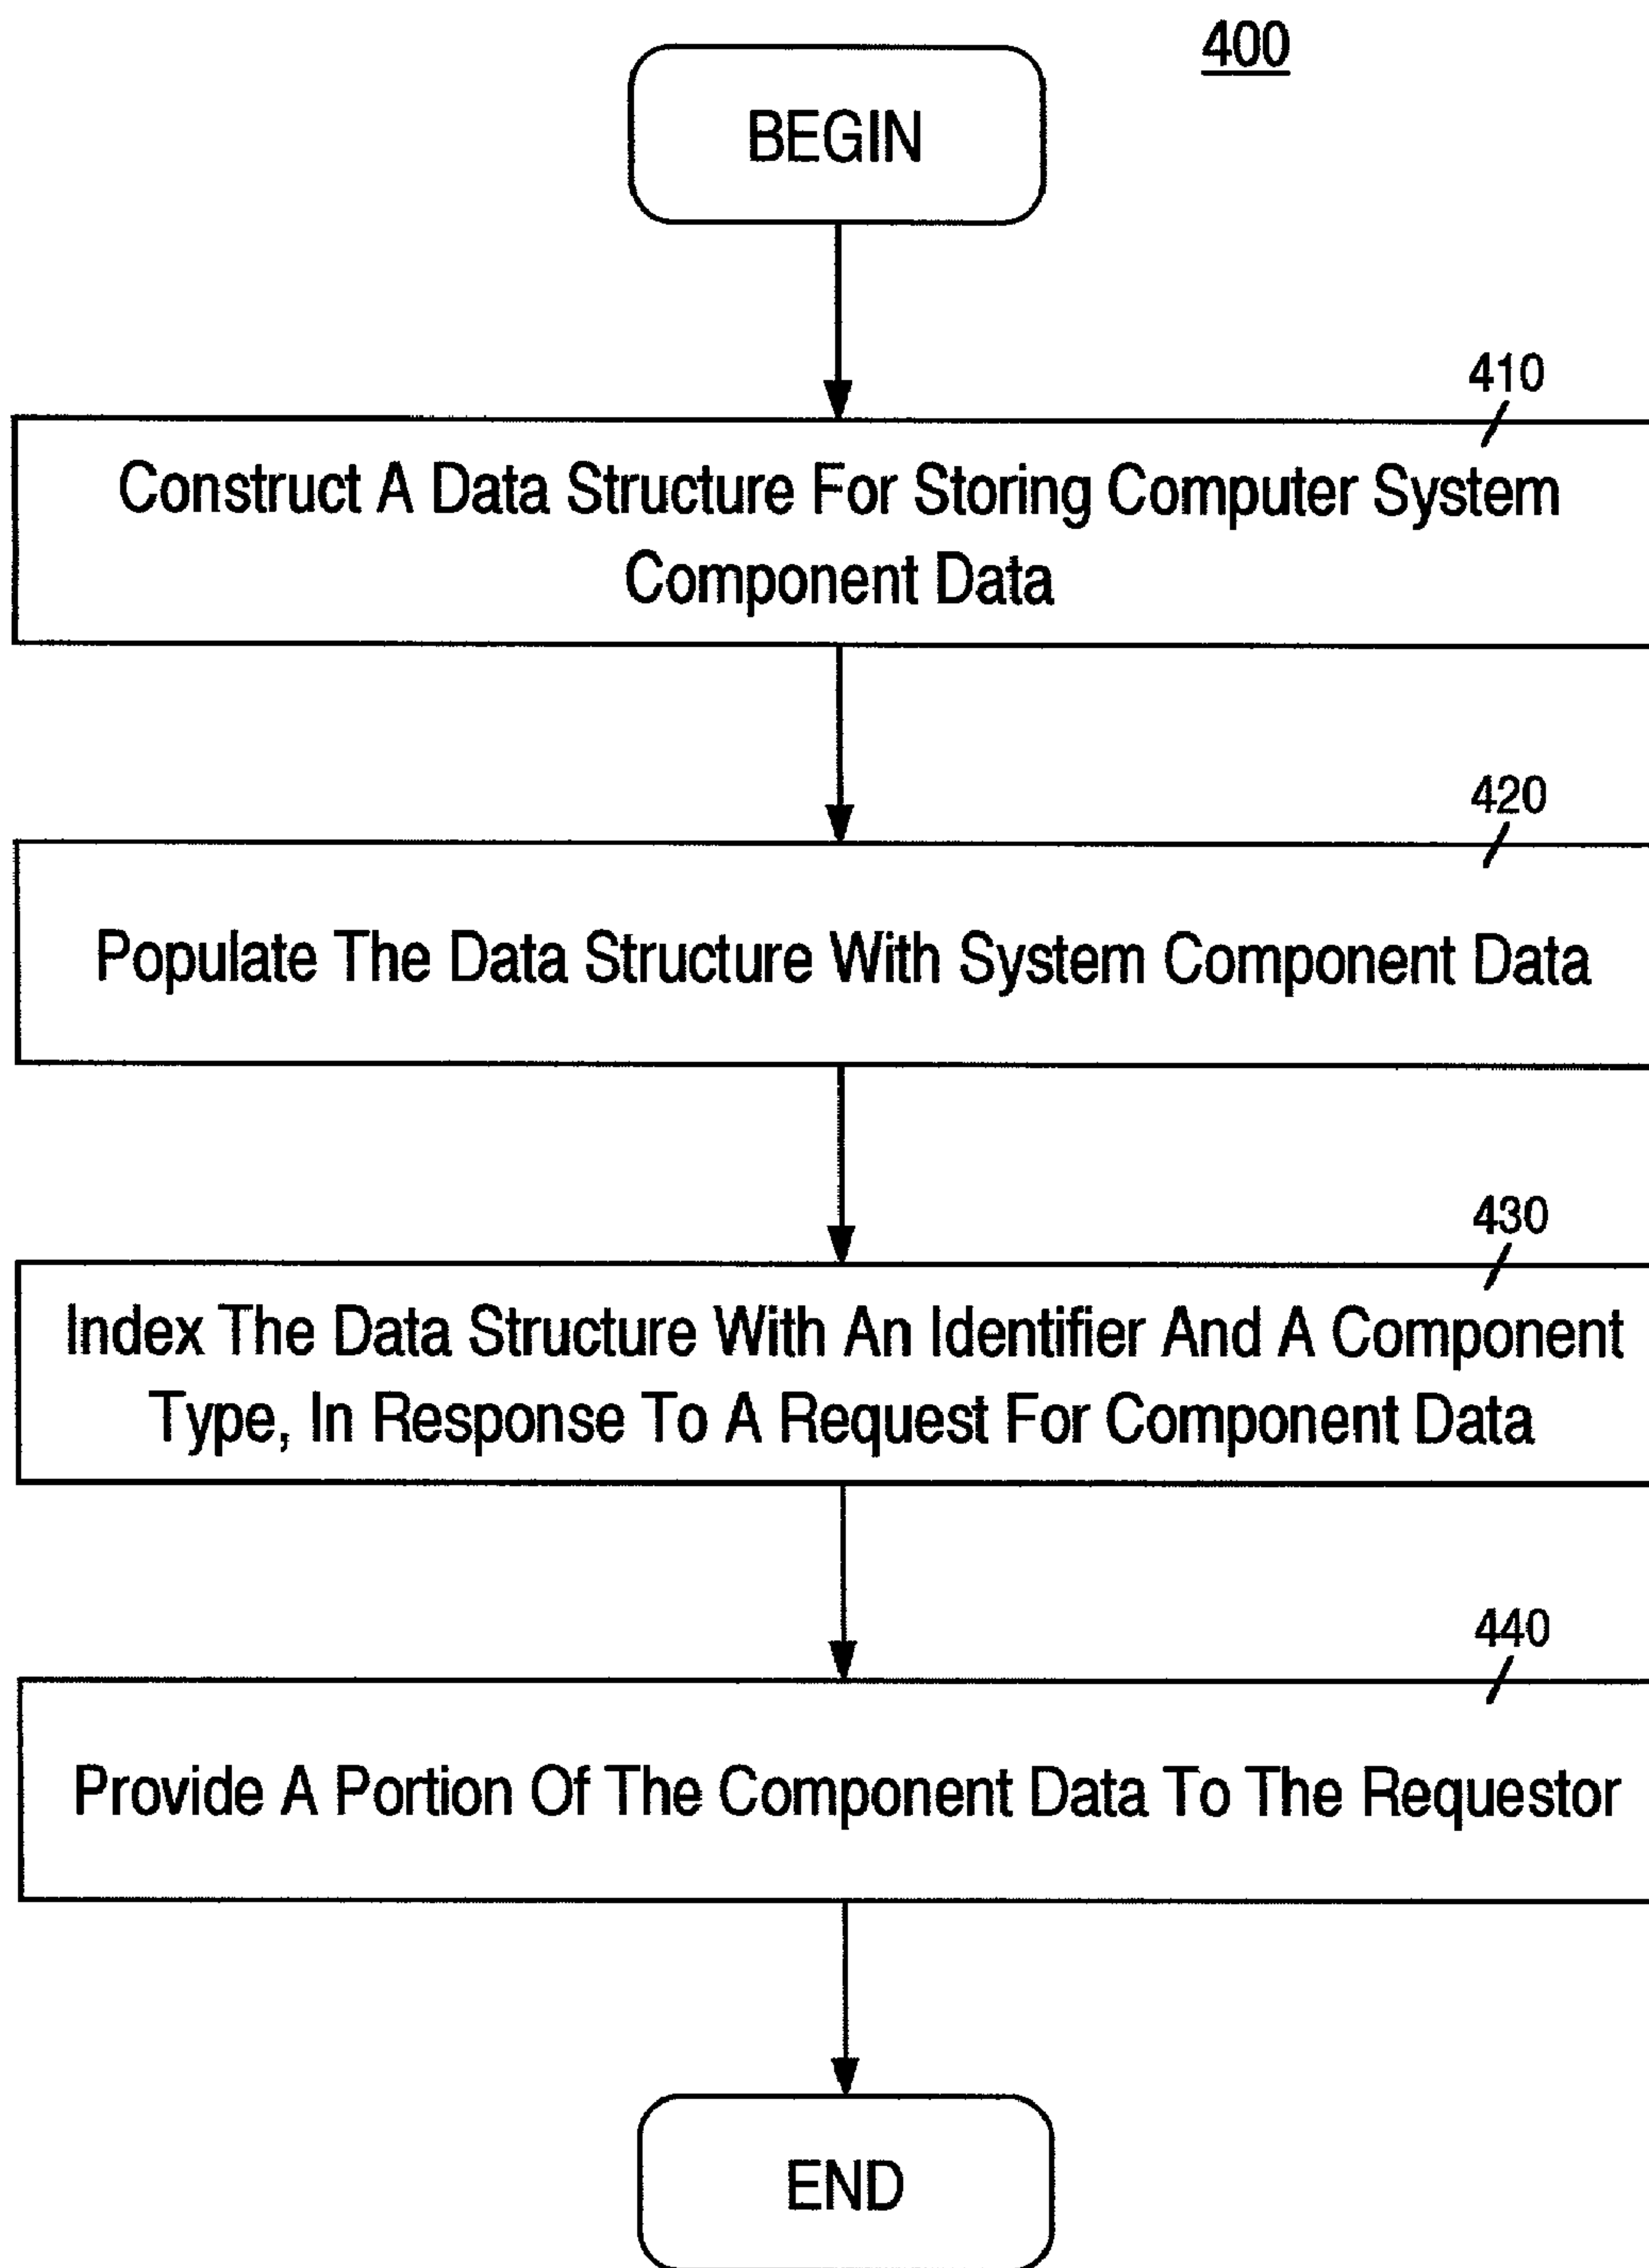 400
BEGIN
410
Construct A Data Structure For Storing Computer System
Component Data
420
Populate The Data Structure With System Component Data
430
Index The Data Structure With An Identifier And A Component
Type, In Response To A Request For Component Data
440
Provide A Portion Of The Component Data To The Requestor
END